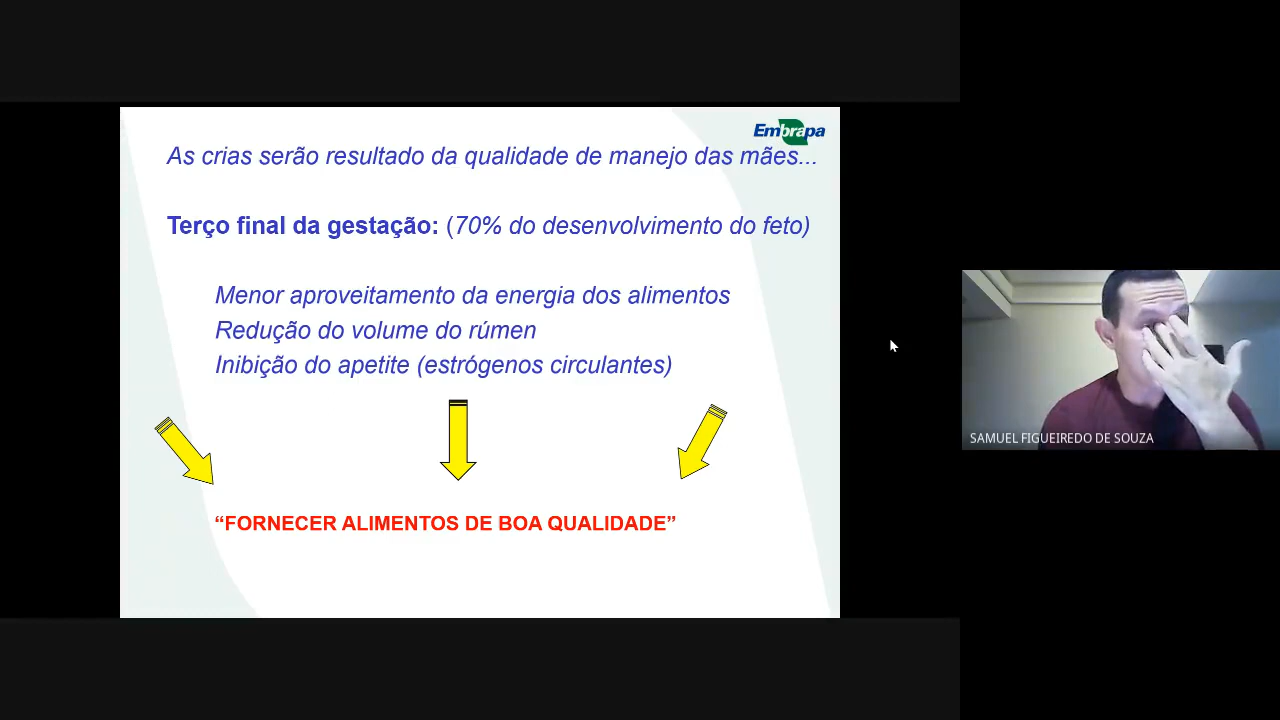 Embrapa
As crias serão resultado da qualidade de manejo das mães...
Terço final da gestação: (70% do desenvolvimento do feto)
Menor aproveitamento da energia dos alimentos
Redução do volume do rúmen
Inibição do apetite (estrógenos circulantes)
“FORNECER ALIMENTOS DE BOA QUALIDADE”
SAMUEL FIGUEIREDO DE SOUZA